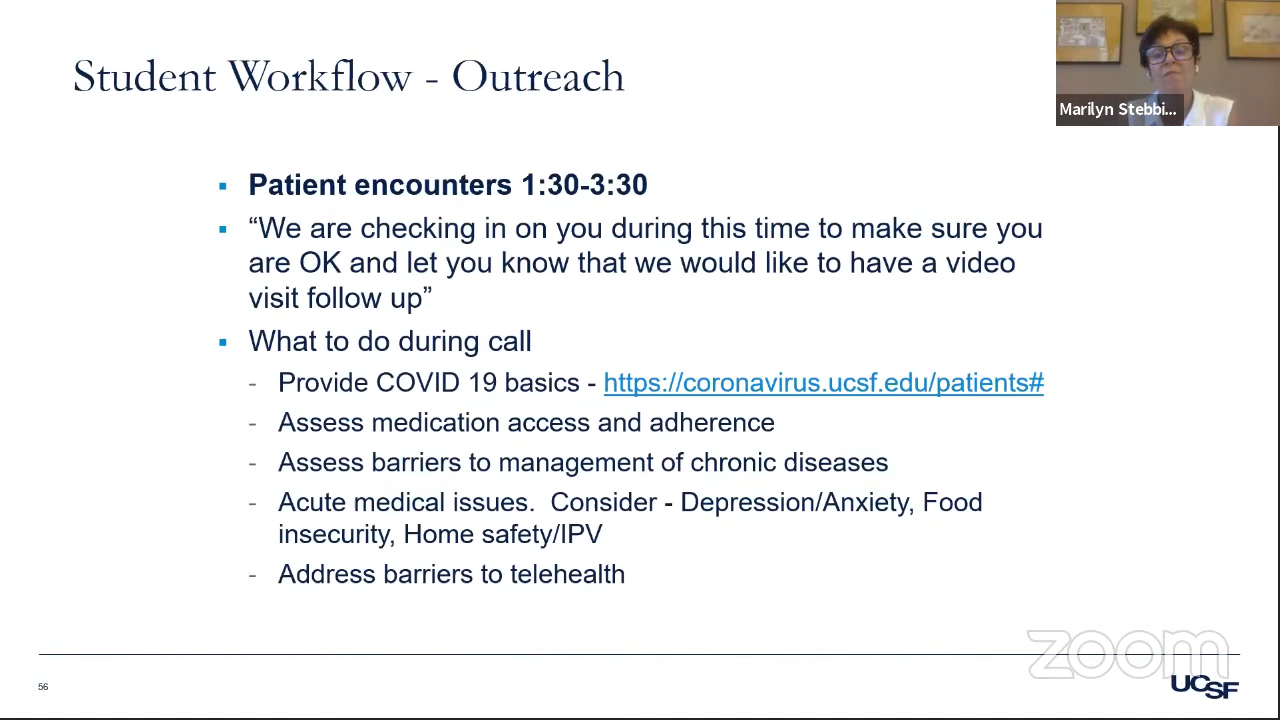 Student Workflow - Outreach
Marilyn Stebbi...
Patient encounters 1:30-3:30
“We are checking in on you during this time to make sure you
are OK and let you know that we would like to have a video
visit follow up”
What to do during call
- Provide COVID 19 basics - https://coronavirus.ucsf.edu/patients#
- Assess medication access and adherence
- Assess barriers to management of chronic diseases
- Acute medical issues.  Consider - Depression/Anxiety, Food
insecurity, Home safety/IPV
- Address barriers to telehealth
zoom
56
UCSF